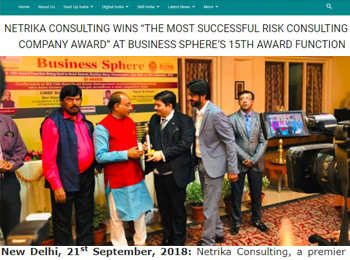 Home About Us Start Up India Digital India Skill India Latest News More
NETRIKA CONSULTING WINS “THE MOST SUCCESSFUL RISK CONSULTING
COMPANY AWARD” AT BUSINESS SPHERE’S 15TH AWARD FUNCTION
Business Sphere
New Delhi, 21st September, 2018: Netrika Consulting, a premier